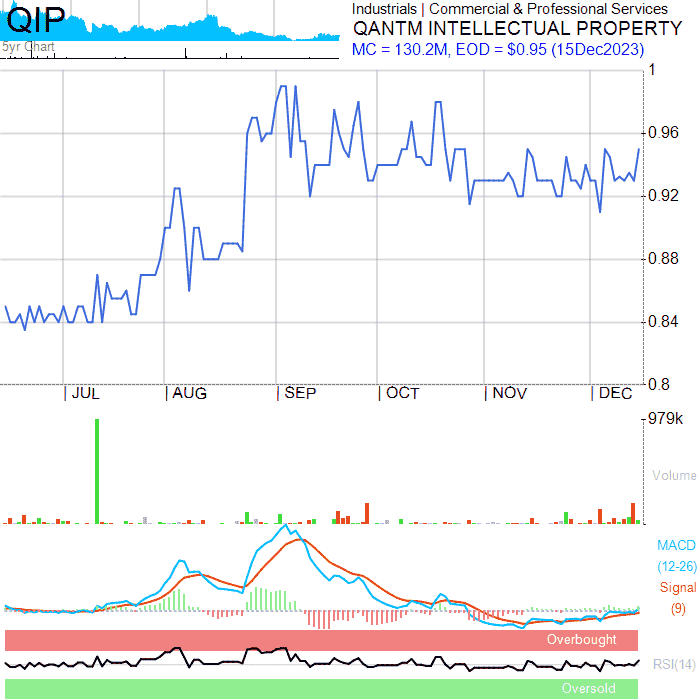 QIP
5yr Chart
Industrials | Commercial & Professional Services
QANTM INTELLECTUAL PROPERTY
MC = 130.2M, EOD = $0.95 (15Dec2023)
1
0.96
0.92
0.88
0.84
0.8
JUL AUG SEP OCT NOV DEC
979k
Volume
MACD
(12-26)
Signal
(9)
Overbought
RSI(14)
Oversold